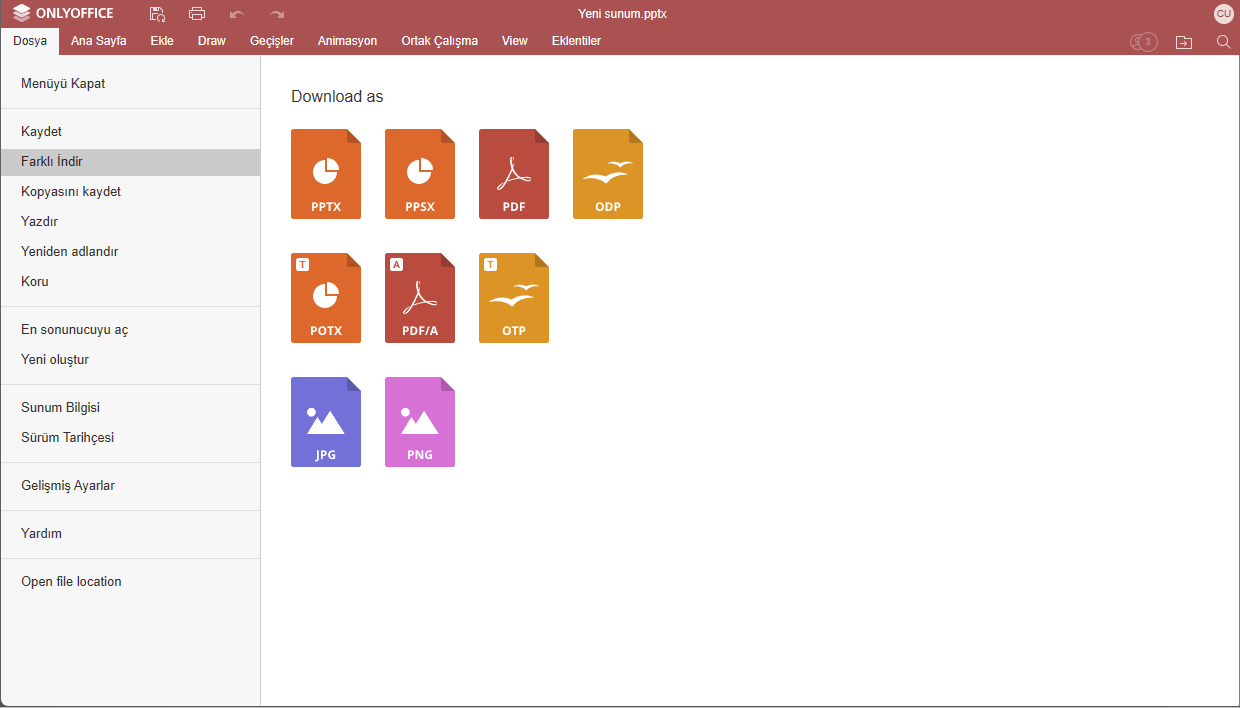 ONLYOFFICE
Yeni sunum.pptx
CU
Dosya Ana Sayfa Ekle Draw Geçişler Animasyon Ortak Çalışma View Eklentiler
3
Menüyü Kapat
Kaydet
Farklı İndir
Kopyasını kaydet
Yazdır
Yeniden adlandır
Koru
En sonunucuyu aç
Yeni oluştur
Sunum Bilgisi
Sürüm Tarihçesi
Gelişmiş Ayarlar
Yardım
Open file location
Download as
PPTX PPSX PDF ODP
T A T
POTX PDF/A OTP
JPG PNG